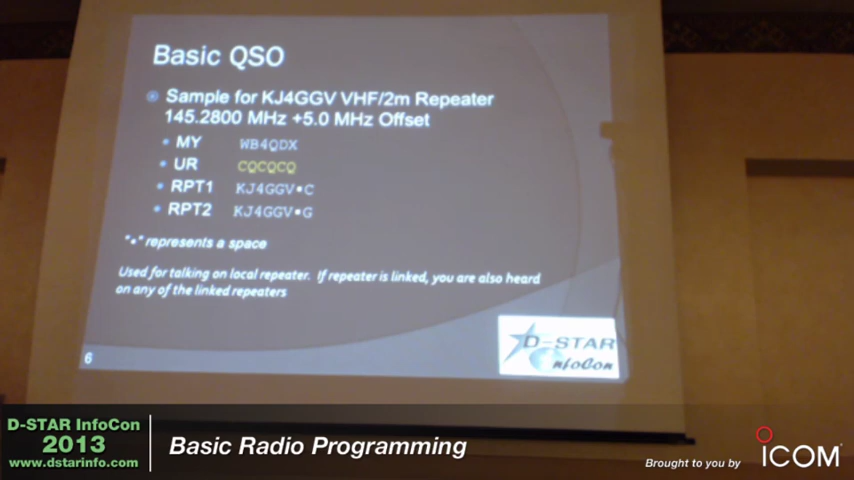 Basic QSO
Sample for KJ4GGV VHF/2m Repeater
145.2800 MHz +5.0 MHz Offset
• MY WB4QDX
• UR CQCQCQ
• RPT1 KJ4GGV•C
• RPT2 KJ4GGV•G
"•" represents a space
Used for talking on local repeater. If repeater is linked, you are also heard
on any of the linked repeaters
6
D-STAR
InfoCon
D-STAR InfoCon
2013
www.dstarinfo.com
Basic Radio Programming
Brought to you by
ICOM